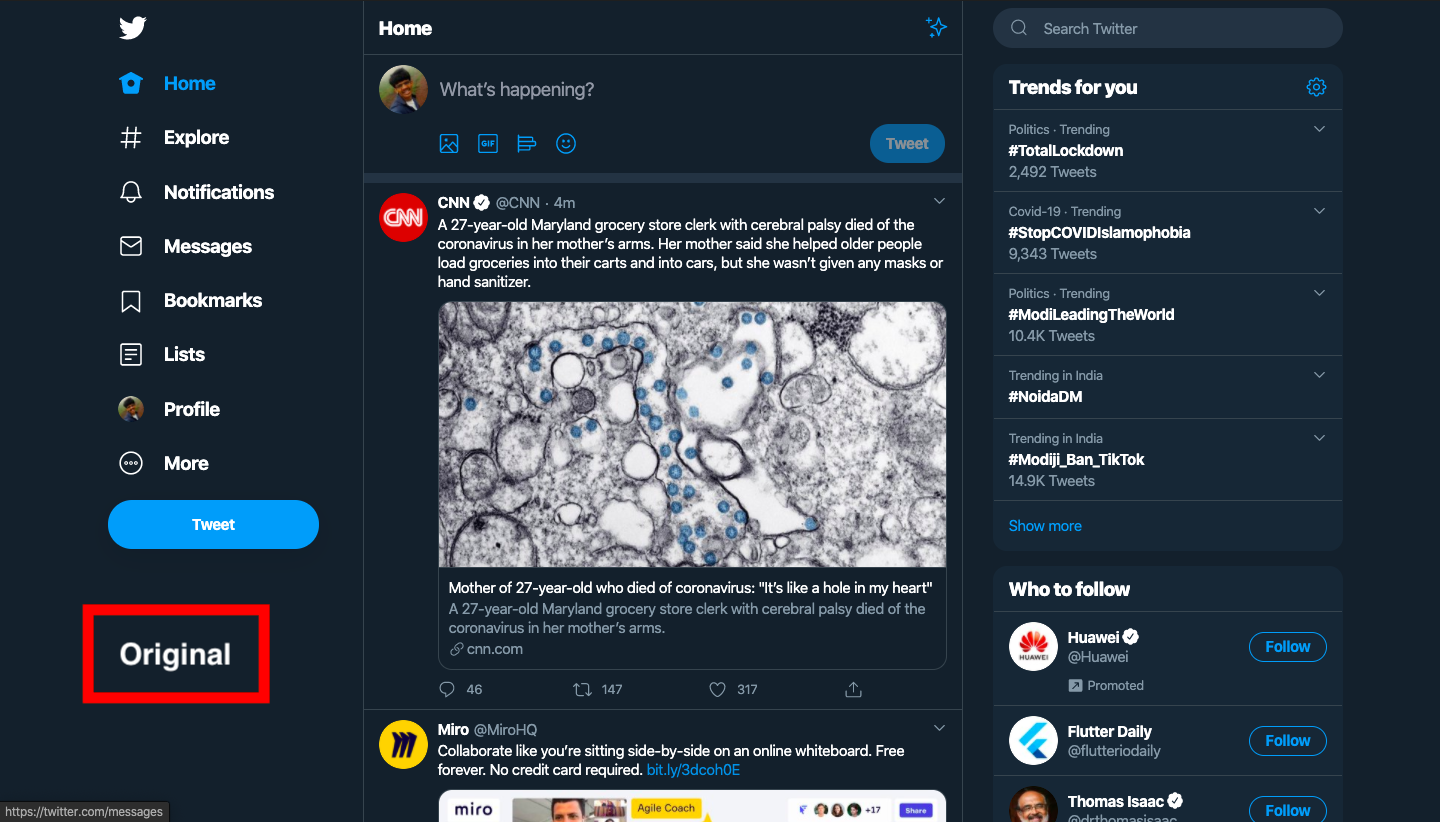 Home
Explore
Notifications
Messages
Bookmarks
Lists
Profile
More
Tweet
Original
https://twitter.com/messages
Home
What's happening?
GIF
Tweet
CNN
CNN @CNN · 4m
A 27-year-old Maryland grocery store clerk with cerebral palsy died of the
coronavirus in her mother's arms. Her mother said she helped older people
load groceries into their carts and into cars, but she wasn't given any masks or
hand sanitizer.
Mother of 27-year-old who died of coronavirus: "It's like a hole in my heart"
A 27-year-old Maryland grocery store clerk with cerebral palsy died of the
coronavirus in her mother's arms.
cnn.com
46 147 317
Miro @MiroHQ
Collaborate like you're sitting side-by-side on an online whiteboard. Free
forever. No credit card required. bit.ly/3dcoh0E
miro Agile Coach +17 Share
Search Twitter
Trends for you
Politics · Trending
#TotalLockdown
2,492 Tweets
Covid-19 · Trending
#StopCOVIDIslamophobia
9,343 Tweets
Politics · Trending
#ModiLeadingTheWorld
10.4K Tweets
Trending in India
#NoidaDM
Trending in India
#Modiji_Ban_TikTok
14.9K Tweets
Show more
Who to follow
HUAWEI
Huawei
@Huawei
Follow
Promoted
Flutter Daily
@flutteriodaily
Follow
Thomas Isaac
@drthomasisaac
Follow